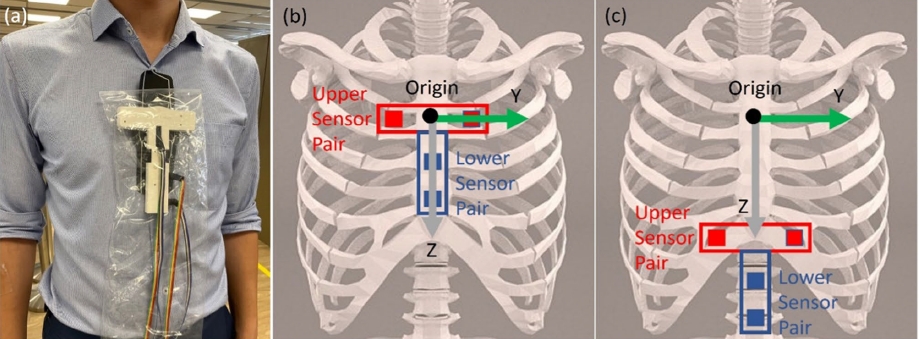 (a)
(b)
Origin
Y
Upper
Sensor
Pair
Lower
Sensor
Pair
Z
(c)
Origin
Y
Z
Upper
Sensor
Pair
Lower
Sensor
Pair